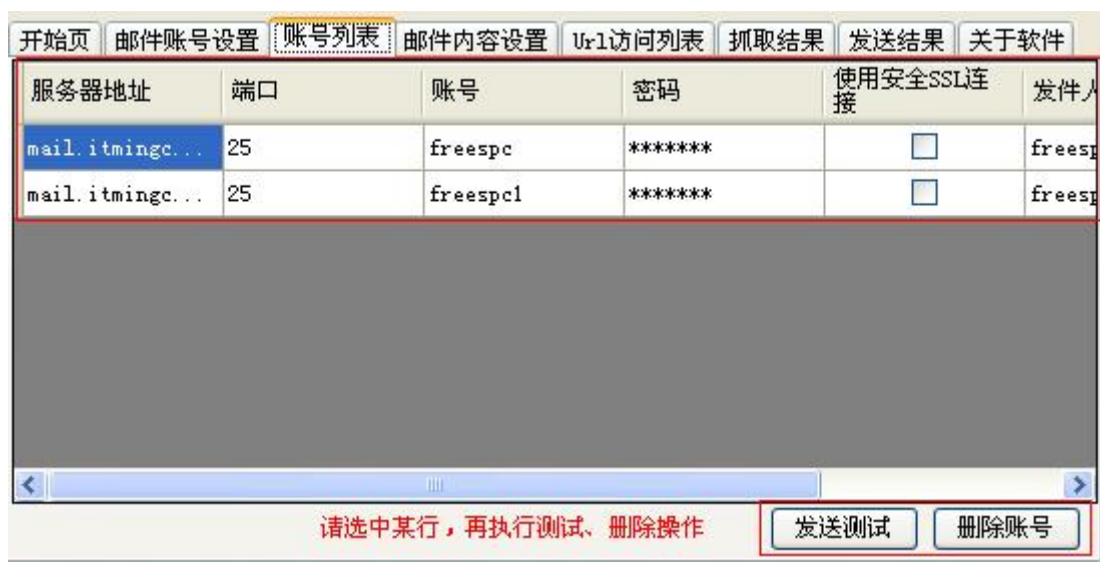 开始页 邮件账号设置 账号列表 邮件内容设置 Url访问列表 抓取结果 发送结果 关于软件
服务器地址 端口 账号 密码 使用安全SSL连接 发件人
mail.itmingc... 25 freespc ******* freesp
mail.itmingc... 25 freespc1 ******* freesp
请选中某行，再执行测试、删除操作 发送测试 删除账号